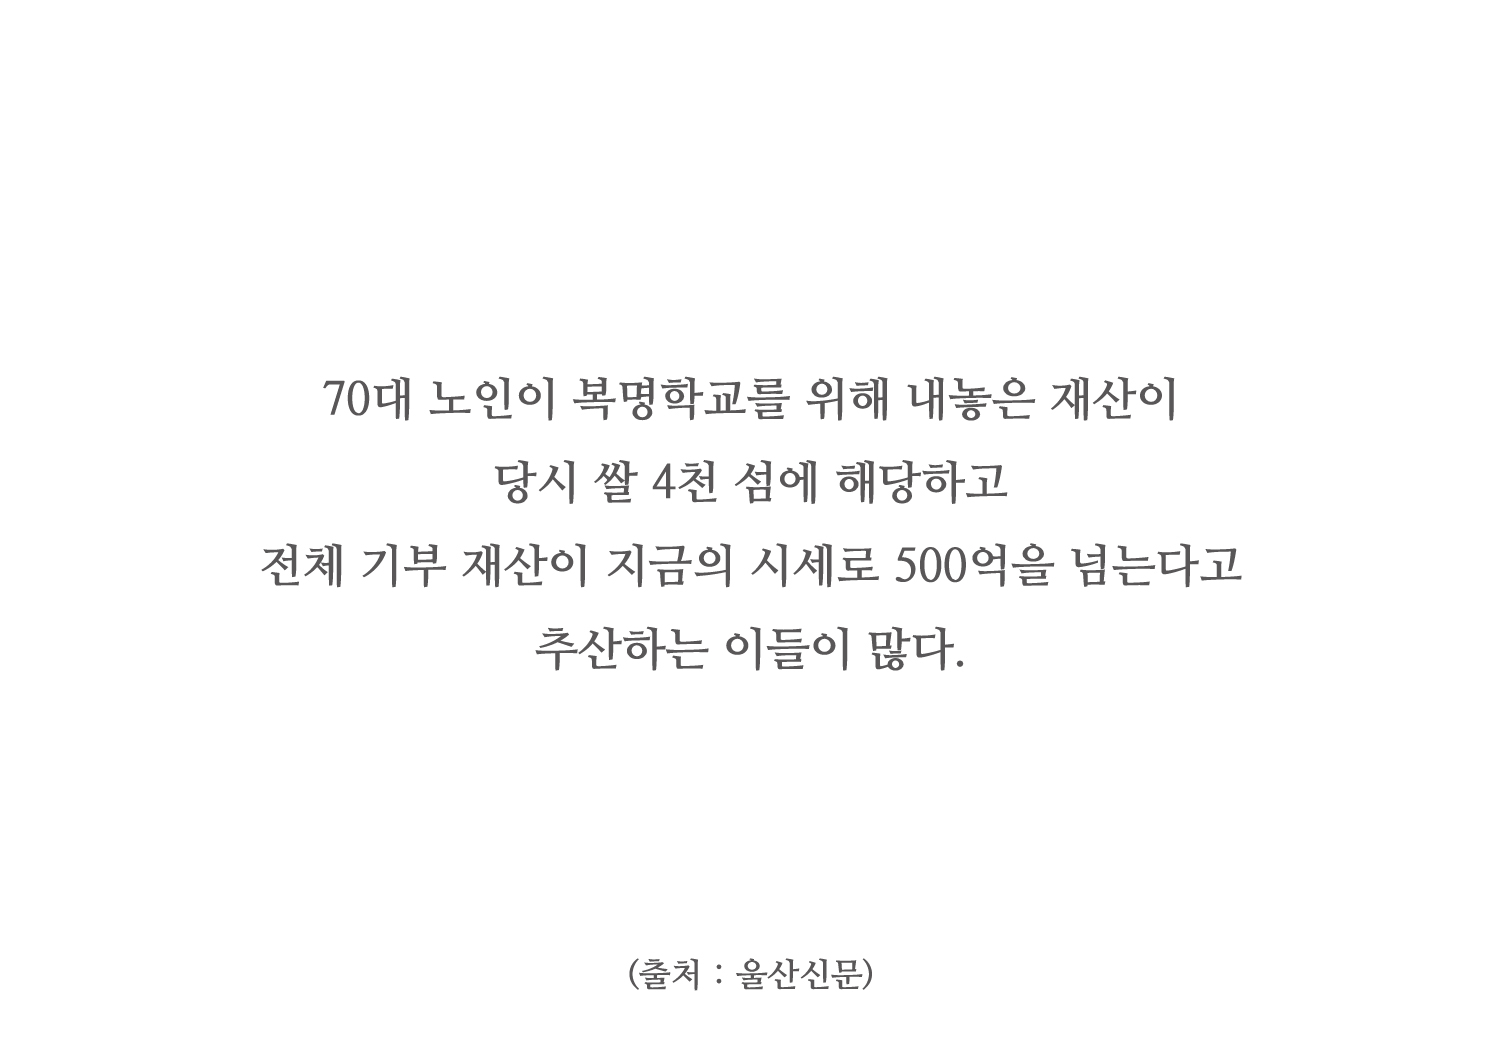 70대 노인이 복명학교를 위해 내놓은 재산이
당시 쌀 4천 섬에 해당하고
전체 기부 재산이 지금의 시세로 500억을 넘는다고
추산하는 이들이 많다.
(출처 : 울산신문)